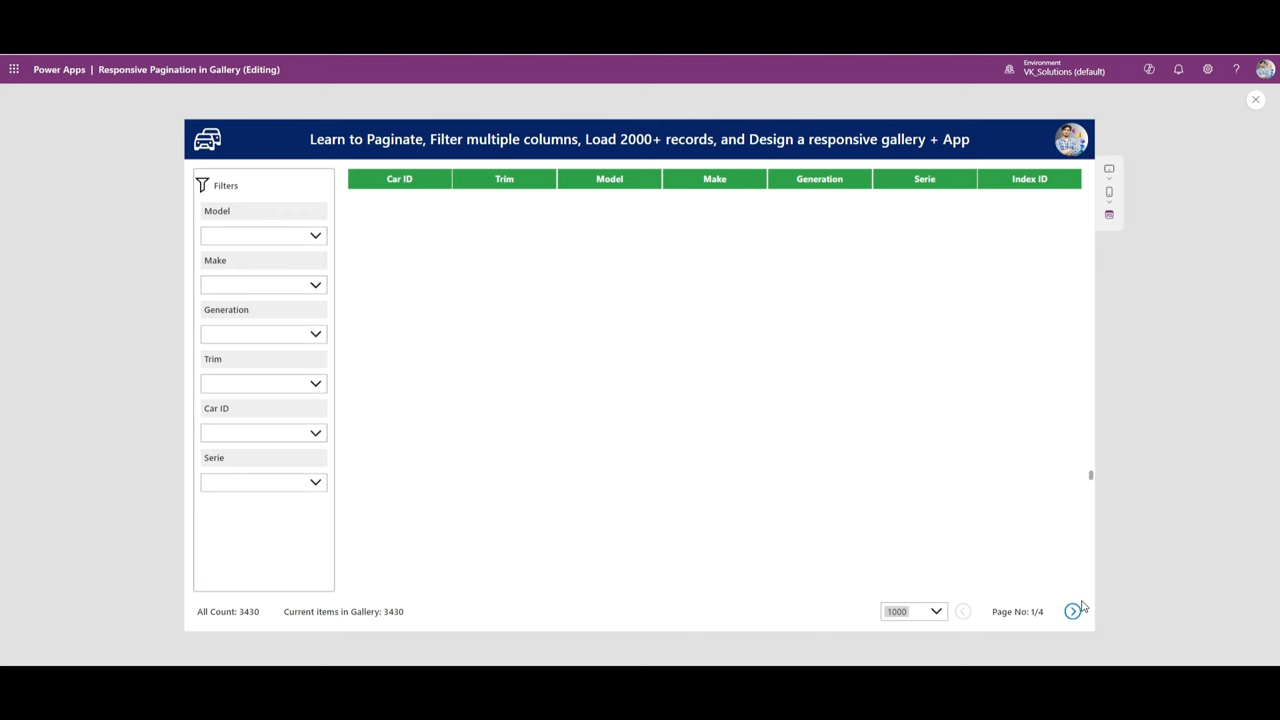 Power Apps | Responsive Pagination in Gallery (Editing)
Environment
VK_Solutions (default)
Learn to Paginate, Filter multiple columns, Load 2000+ records, and Design a responsive gallery + App
Filters
Car ID Trim Model Make Generation Serie Index ID
Model
Make
Generation
Trim
Car ID
Serie
All Count: 3430 Current items in Gallery: 3430 1000 Page No: 1/4